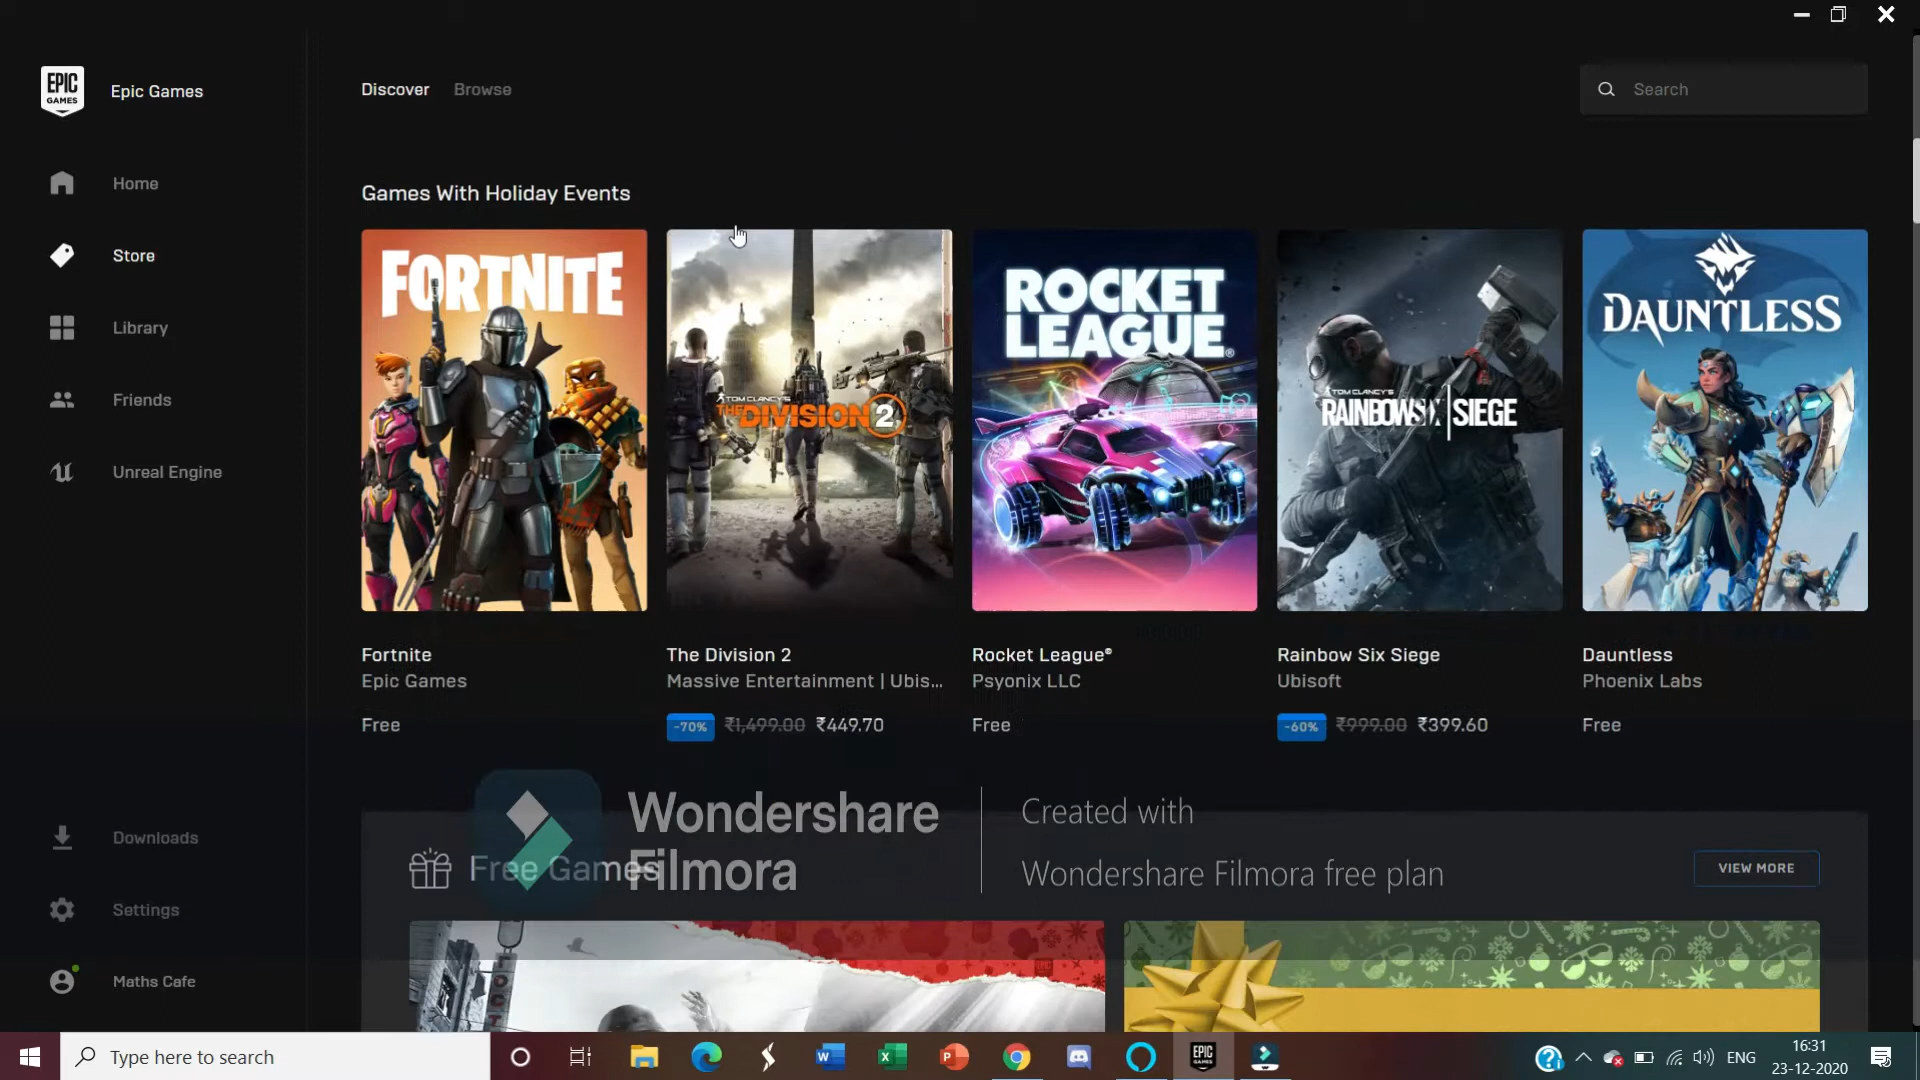 EPIC
GAMES
Epic Games
Discover
Browse
Search
Home
Store
Library
Friends
Unreal Engine
Games With Holiday Events
FORTNITE
TOM CLANCY'S
THE DIVISION 2
ROCKET
LEAGUE
TOM CLANCY'S
RAINBOW SIX | SIEGE
DAUNTLESS
Fortnite
Epic Games
Free
The Division 2
Massive Entertainment | Ubis...
-70% ₹1,499.00 ₹449.70
Rocket League®
Psyonix LLC
Free
Rainbow Six Siege
Ubisoft
-60% ₹999.00 ₹399.60
Dauntless
Phoenix Labs
Free
Wondershare
Filmora
Created with
Wondershare Filmora free plan
Free Games
VIEW MORE
Downloads
Settings
Maths Cafe
Type here to search
EPIC
GAMES
ENG
16:31
23-12-2020